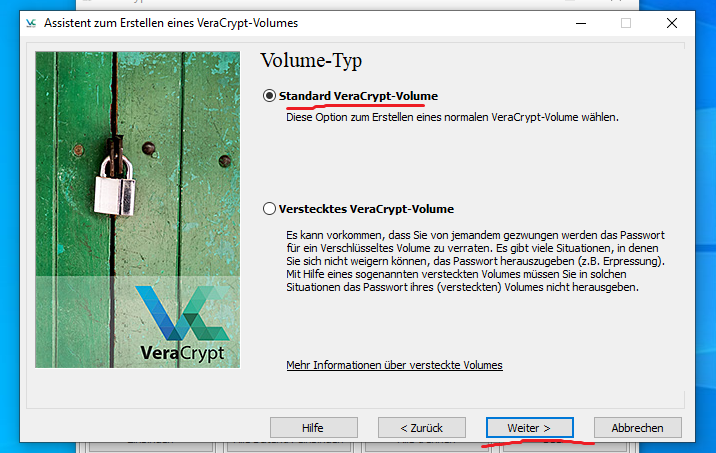 Assistent zum Erstellen eines VeraCrypt-Volumes
Volume-Typ
Standard VeraCrypt-Volume
Diese Option zum Erstellen eines normalen VeraCrypt-Volume wählen.
Verstecktes VeraCrypt-Volume
Es kann vorkommen, dass Sie von jemandem gezwungen werden das Passwort
für ein Verschlüsseltes Volume zu verraten. Es gibt viele Situationen, in denen
Sie sich nicht weigern können, das Passwort herauszugeben (z.B. Erpressung).
Mit Hilfe eines sogenannten versteckten Volumes müssen Sie in solchen
Situationen das Passwort ihres (versteckten) Volumes nicht herausgeben.
VeraCrypt
Mehr Informationen über versteckte Volumes
Hilfe
< Zurück
Weiter >
Abbrechen